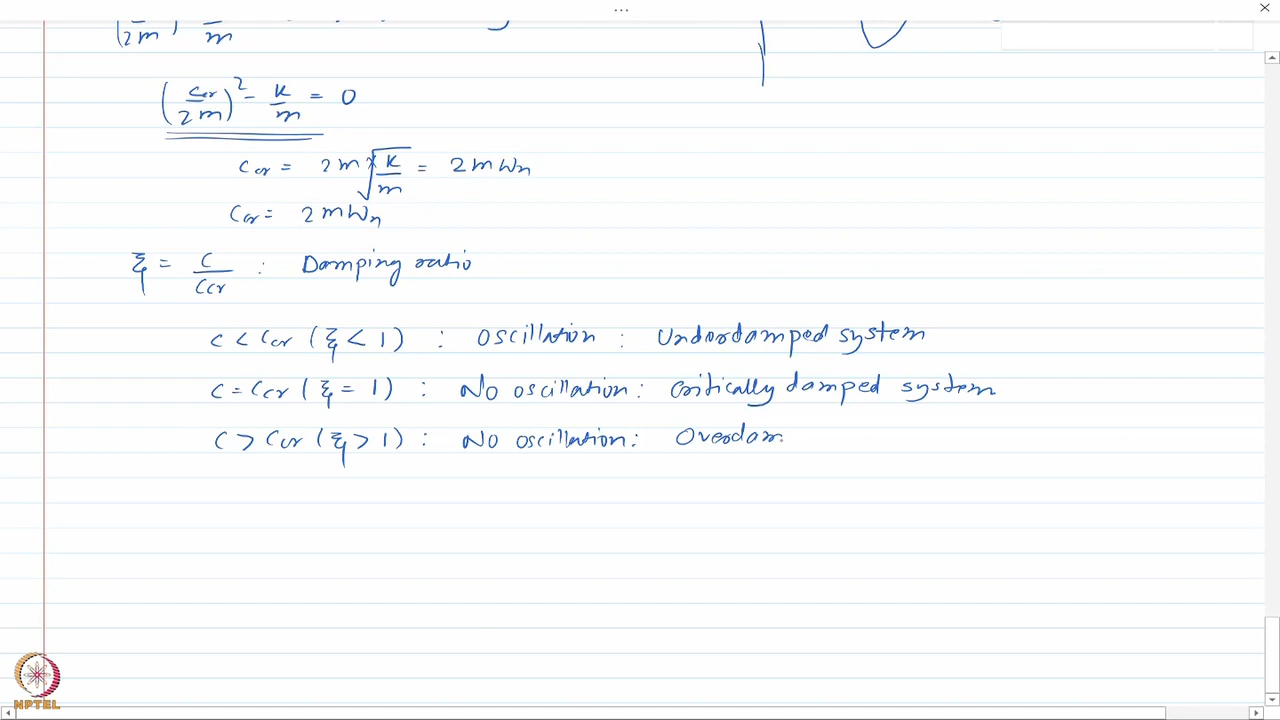 ...
2m m
(Ccr/2m)² - k/m = 0
Ccr = 2m × √(k/m) = 2mωn
Ccr = 2mωn
ξ = C/Ccr : Damping ratio
C < Ccr (ξ < 1) : oscillation : Underdamped system
C = Ccr (ξ = 1) : No oscillation : critically damped system
C > Ccr (ξ > 1) : No oscillation : Overdam
NPTEL